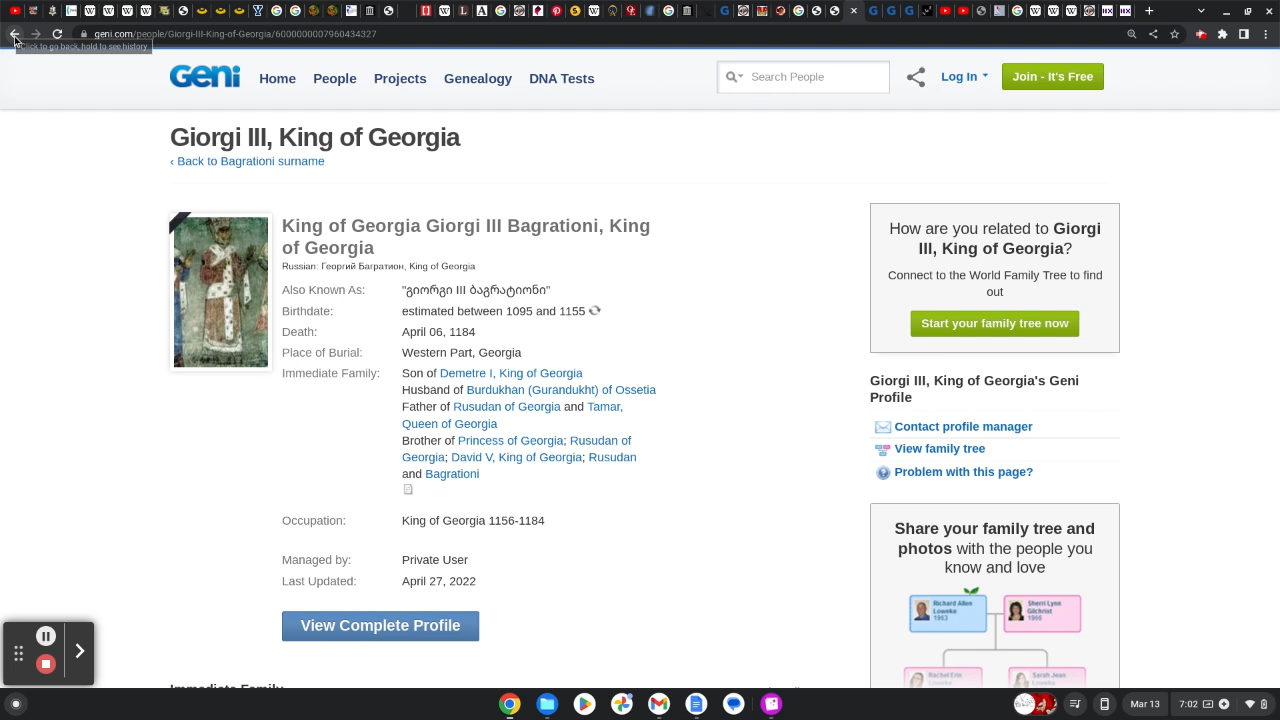 geni.com/people/Giorgi-III-King-of-Georgia/6000000007960434327
Click to go back, hold to see history
Geni
Home
People
Projects
Genealogy
DNA Tests
Search People
Log In
Join - It's Free
Giorgi III, King of Georgia
‹ Back to Bagrationi surname
King of Georgia Giorgi III Bagrationi, King
of Georgia
Russian: Георгий Багратион, King of Georgia
Also Known As: "გიორგი III ბაგრატიონი"
Birthdate: estimated between 1095 and 1155
Death: April 06, 1184
Place of Burial: Western Part, Georgia
Immediate Family: Son of Demetre I, King of Georgia
Husband of Burdukhan (Gurandukht) of Ossetia
Father of Rusudan of Georgia and Tamar,
Queen of Georgia
Brother of Princess of Georgia; Rusudan of
Georgia; David V, King of Georgia; Rusudan
and Bagrationi
Occupation: King of Georgia 1156-1184
Managed by: Private User
Last Updated: April 27, 2022
View Complete Profile
How are you related to Giorgi
III, King of Georgia?
Connect to the World Family Tree to find
out
Start your family tree now
Giorgi III, King of Georgia's Geni
Profile
Contact profile manager
View family tree
Problem with this page?
Share your family tree and
photos with the people you
know and love
Richard Allen
Lownke
1963
Sherri Lynn
Gilchrist
1966
Rachel Erin
Sarah Jean
Mar 13
7:02